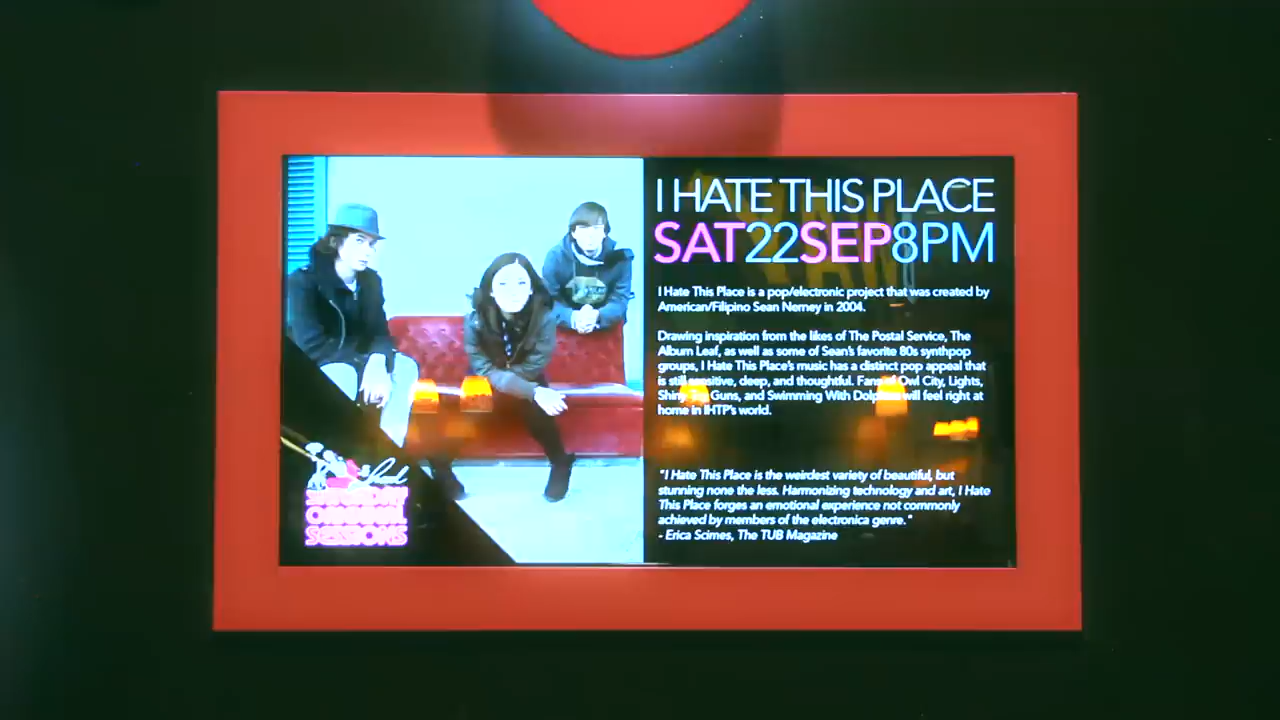 I HATE THIS PLACE
SAT22SEP8PM
I Hate This Place is a pop/electronic project that was created by
American/Filipino Sean Nerney in 2004.
Drawing inspiration from the likes of The Postal Service, The
Album Leaf, as well as some of Sean's favorite 80s synthpop
groups, I Hate This Place's music has a distinct pop appeal that
is still sensitive, deep, and thoughtful. Fans of Owl City, Lights,
Shiny Toy Guns, and Swimming With Dolphins will feel right at
home in IHTP's world.
"I Hate This Place is the weirdest variety of beautiful, but
stunning none the less. Harmonizing technology and art, I Hate
This Place forges an emotional experience not commonly
achieved by members of the electronica genre."
- Erica Scimes, The TUB Magazine
SESSIONS